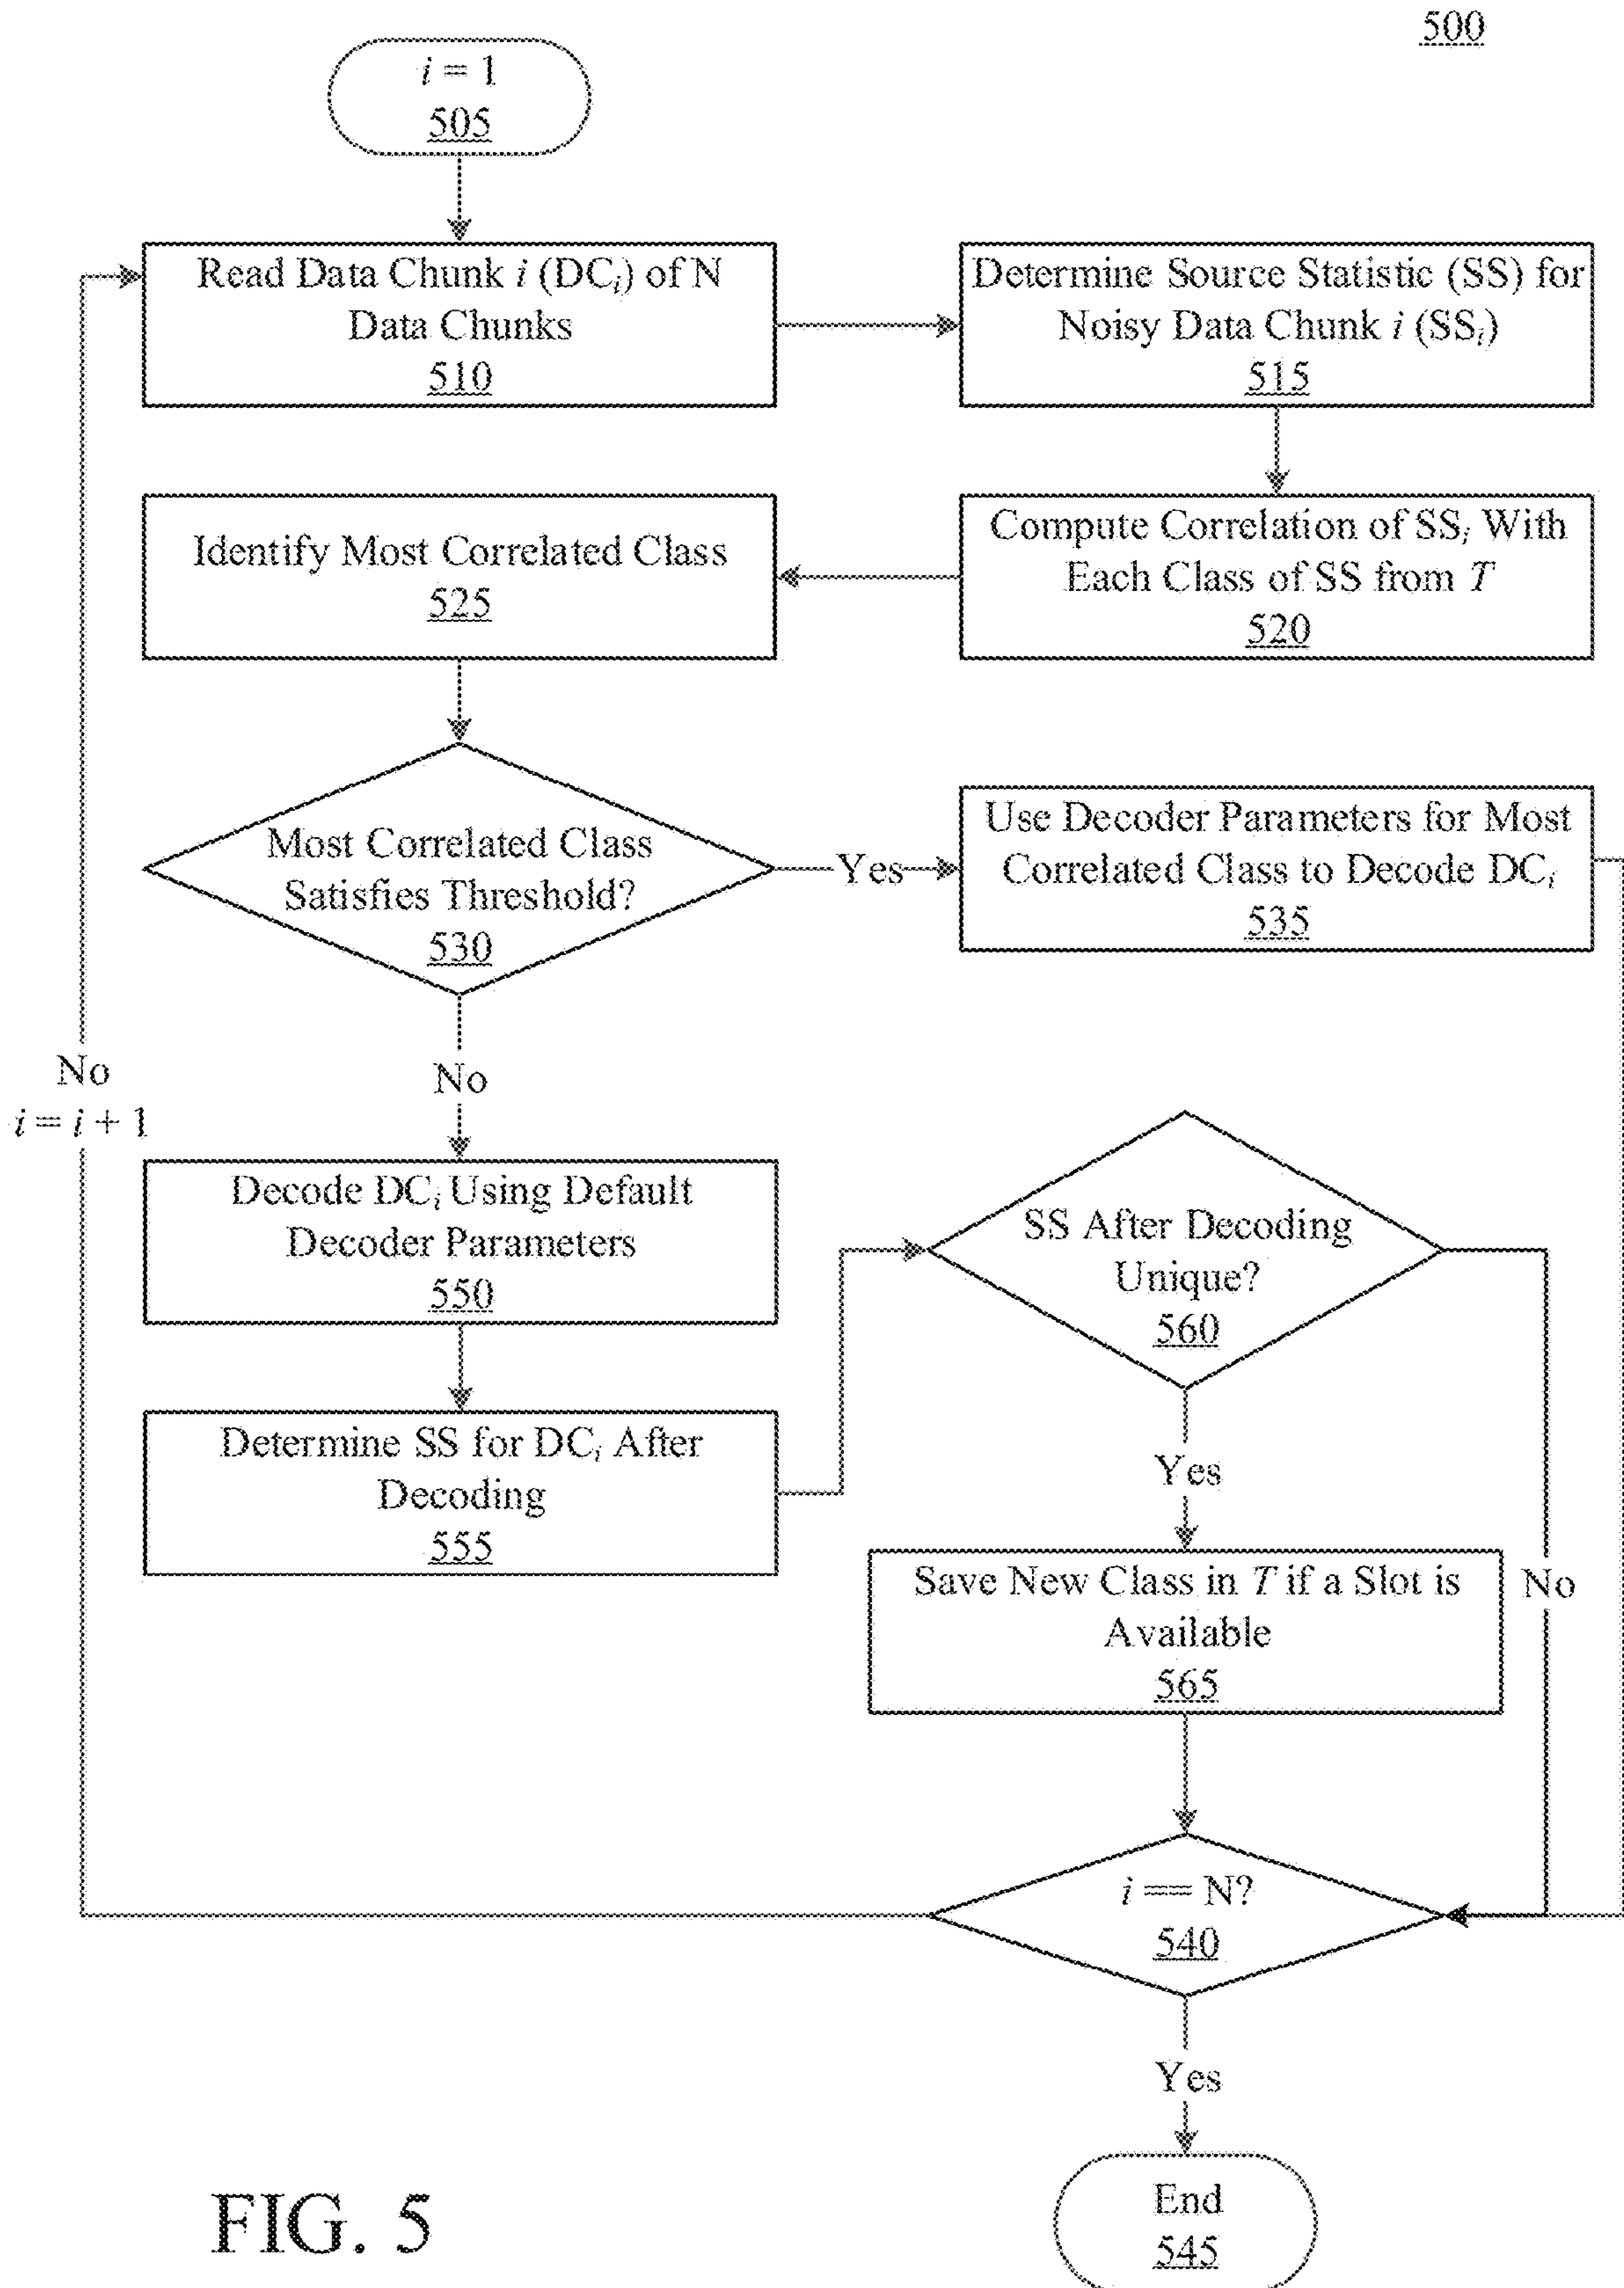 500
i = 1
505
Read Data Chunk i (DCi) of N
Data Chunks
510
Determine Source Statistic (SS) for
Noisy Data Chunk i (SSi)
515
Identify Most Correlated Class
525
Compute Correlation of SSi With
Each Class of SS from T
520
Most Correlated Class
Satisfies Threshold?
530
Yes
Use Decoder Parameters for Most
Correlated Class to Decode DCi
535
No
i = i + 1
No
Decode DCi Using Default
Decoder Parameters
550
SS After Decoding
Unique?
560
Determine SS for DCi After
Decoding
555
Yes
Save New Class in T if a Slot is
Available
565
No
i == N?
540
Yes
End
545
FIG. 5